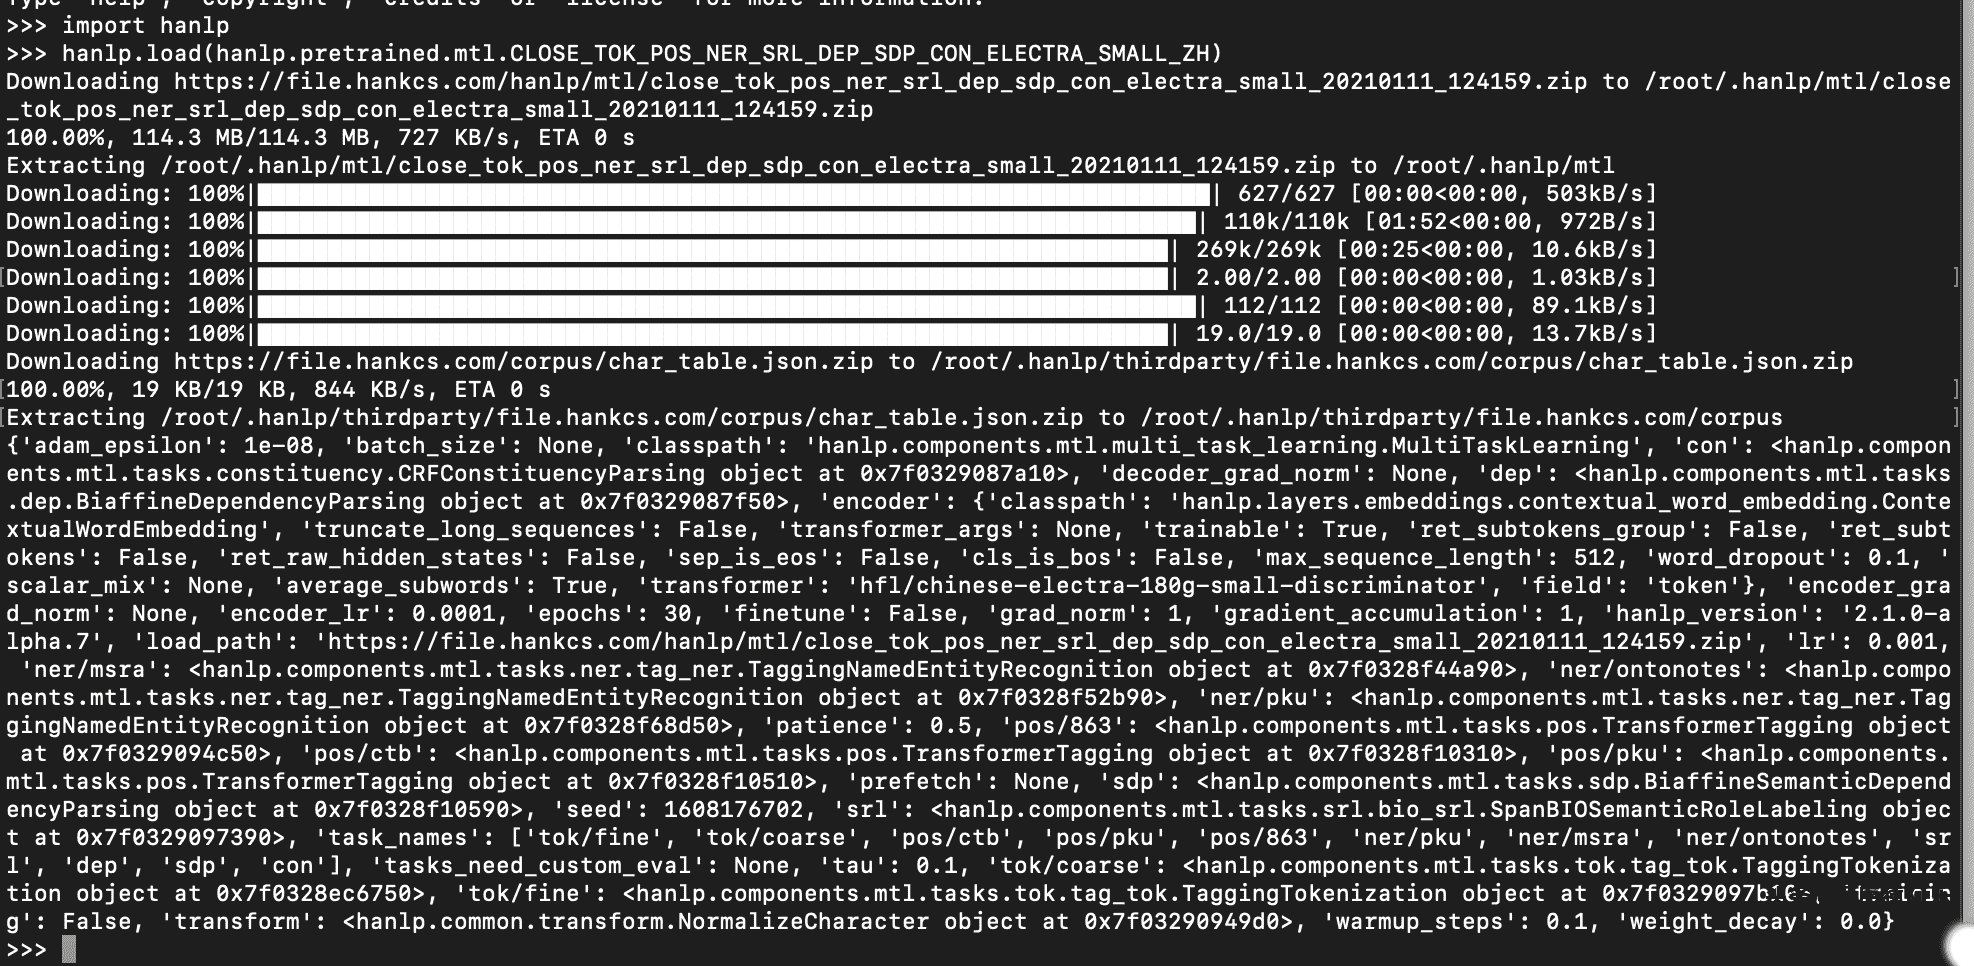 Type "help", "copyright", "credits" or "license" for more information.
>>> import hanlp
>>> hanlp.load(hanlp.pretrained.mtl.CLOSE_TOK_POS_NER_SRL_DEP_SDP_CON_ELECTRA_SMALL_ZH)
Downloading https://file.hankcs.com/hanlp/mtl/close_tok_pos_ner_srl_dep_sdp_con_electra_small_20210111_124159.zip to /root/.hanlp/mtl/close
_tok_pos_ner_srl_dep_sdp_con_electra_small_20210111_124159.zip
100.00%, 114.3 MB/114.3 MB, 727 KB/s, ETA 0 s
Extracting /root/.hanlp/mtl/close_tok_pos_ner_srl_dep_sdp_con_electra_small_20210111_124159.zip to /root/.hanlp/mtl
Downloading: 100%| | 627/627 [00:00<00:00, 503kB/s]
Downloading: 100%| | 110k/110k [01:52<00:00, 972B/s]
Downloading: 100%| | 269k/269k [00:25<00:00, 10.6kB/s]
[Downloading: 100%| | 2.00/2.00 [00:00<00:00, 1.03kB/s] ]
Downloading: 100%| | 112/112 [00:00<00:00, 89.1kB/s]
Downloading: 100%| | 19.0/19.0 [00:00<00:00, 13.7kB/s]
Downloading https://file.hankcs.com/corpus/char_table.json.zip to /root/.hanlp/thirdparty/file.hankcs.com/corpus/char_table.json.zip
[100.00%, 19 KB/19 KB, 844 KB/s, ETA 0 s ]
[Extracting /root/.hanlp/thirdparty/file.hankcs.com/corpus/char_table.json.zip to /root/.hanlp/thirdparty/file.hankcs.com/corpus ]
{'adam_epsilon': 1e-08, 'batch_size': None, 'classpath': 'hanlp.components.mtl.multi_task_learning.MultiTaskLearning', 'con': <hanlp.compon
ents.mtl.tasks.constituency.CRFConstituencyParsing object at 0x7f0329087a10>, 'decoder_grad_norm': None, 'dep': <hanlp.components.mtl.tasks
.dep.BiaffineDependencyParsing object at 0x7f0329087f50>, 'encoder': {'classpath': 'hanlp.layers.embeddings.contextual_word_embedding.Conte
xtualWordEmbedding', 'truncate_long_sequences': False, 'transformer_args': None, 'trainable': True, 'ret_subtokens_group': False, 'ret_subt
okens': False, 'ret_raw_hidden_states': False, 'sep_is_eos': False, 'cls_is_bos': False, 'max_sequence_length': 512, 'word_dropout': 0.1, '
scalar_mix': None, 'average_subwords': True, 'transformer': 'hfl/chinese-electra-180g-small-discriminator', 'field': 'token'}, 'encoder_gra
d_norm': None, 'encoder_lr': 0.0001, 'epochs': 30, 'finetune': False, 'grad_norm': 1, 'gradient_accumulation': 1, 'hanlp_version': '2.1.0-a
lpha.7', 'load_path': 'https://file.hankcs.com/hanlp/mtl/close_tok_pos_ner_srl_dep_sdp_con_electra_small_20210111_124159.zip', 'lr': 0.001,
'ner/msra': <hanlp.components.mtl.tasks.ner.tag_ner.TaggingNamedEntityRecognition object at 0x7f0328f44a90>, 'ner/ontonotes': <hanlp.compo
nents.mtl.tasks.ner.tag_ner.TaggingNamedEntityRecognition object at 0x7f0328f52b90>, 'ner/pku': <hanlp.components.mtl.tasks.ner.tag_ner.Tag
gingNamedEntityRecognition object at 0x7f0328f68d50>, 'patience': 0.5, 'pos/863': <hanlp.components.mtl.tasks.pos.TransformerTagging object
at 0x7f0329094c50>, 'pos/ctb': <hanlp.components.mtl.tasks.pos.TransformerTagging object at 0x7f0328f10310>, 'pos/pku': <hanlp.components.
mtl.tasks.pos.TransformerTagging object at 0x7f0328f10510>, 'prefetch': None, 'sdp': <hanlp.components.mtl.tasks.sdp.BiaffineSemanticDepend
encyParsing object at 0x7f0328f10590>, 'seed': 1608176702, 'srl': <hanlp.components.mtl.tasks.srl.bio_srl.SpanBIOSemanticRoleLabeling objec
t at 0x7f0329097390>, 'task_names': ['tok/fine', 'tok/coarse', 'pos/ctb', 'pos/pku', 'pos/863', 'ner/pku', 'ner/msra', 'ner/ontonotes', 'sr
l', 'dep', 'sdp', 'con'], 'tasks_need_custom_eval': None, 'tau': 0.1, 'tok/coarse': <hanlp.components.mtl.tasks.tok.tag_tok.TaggingTokeniza
tion object at 0x7f0328ec6750>, 'tok/fine': <hanlp.components.mtl.tasks.tok.tag_tok.TaggingTokenization object at
g': False, 'transform': <hanlp.common.transform.NormalizeCharacter object at 0x7f03290949d0>, 'warmup_steps': 0.1, 'weight_decay': 0.0}
>>>